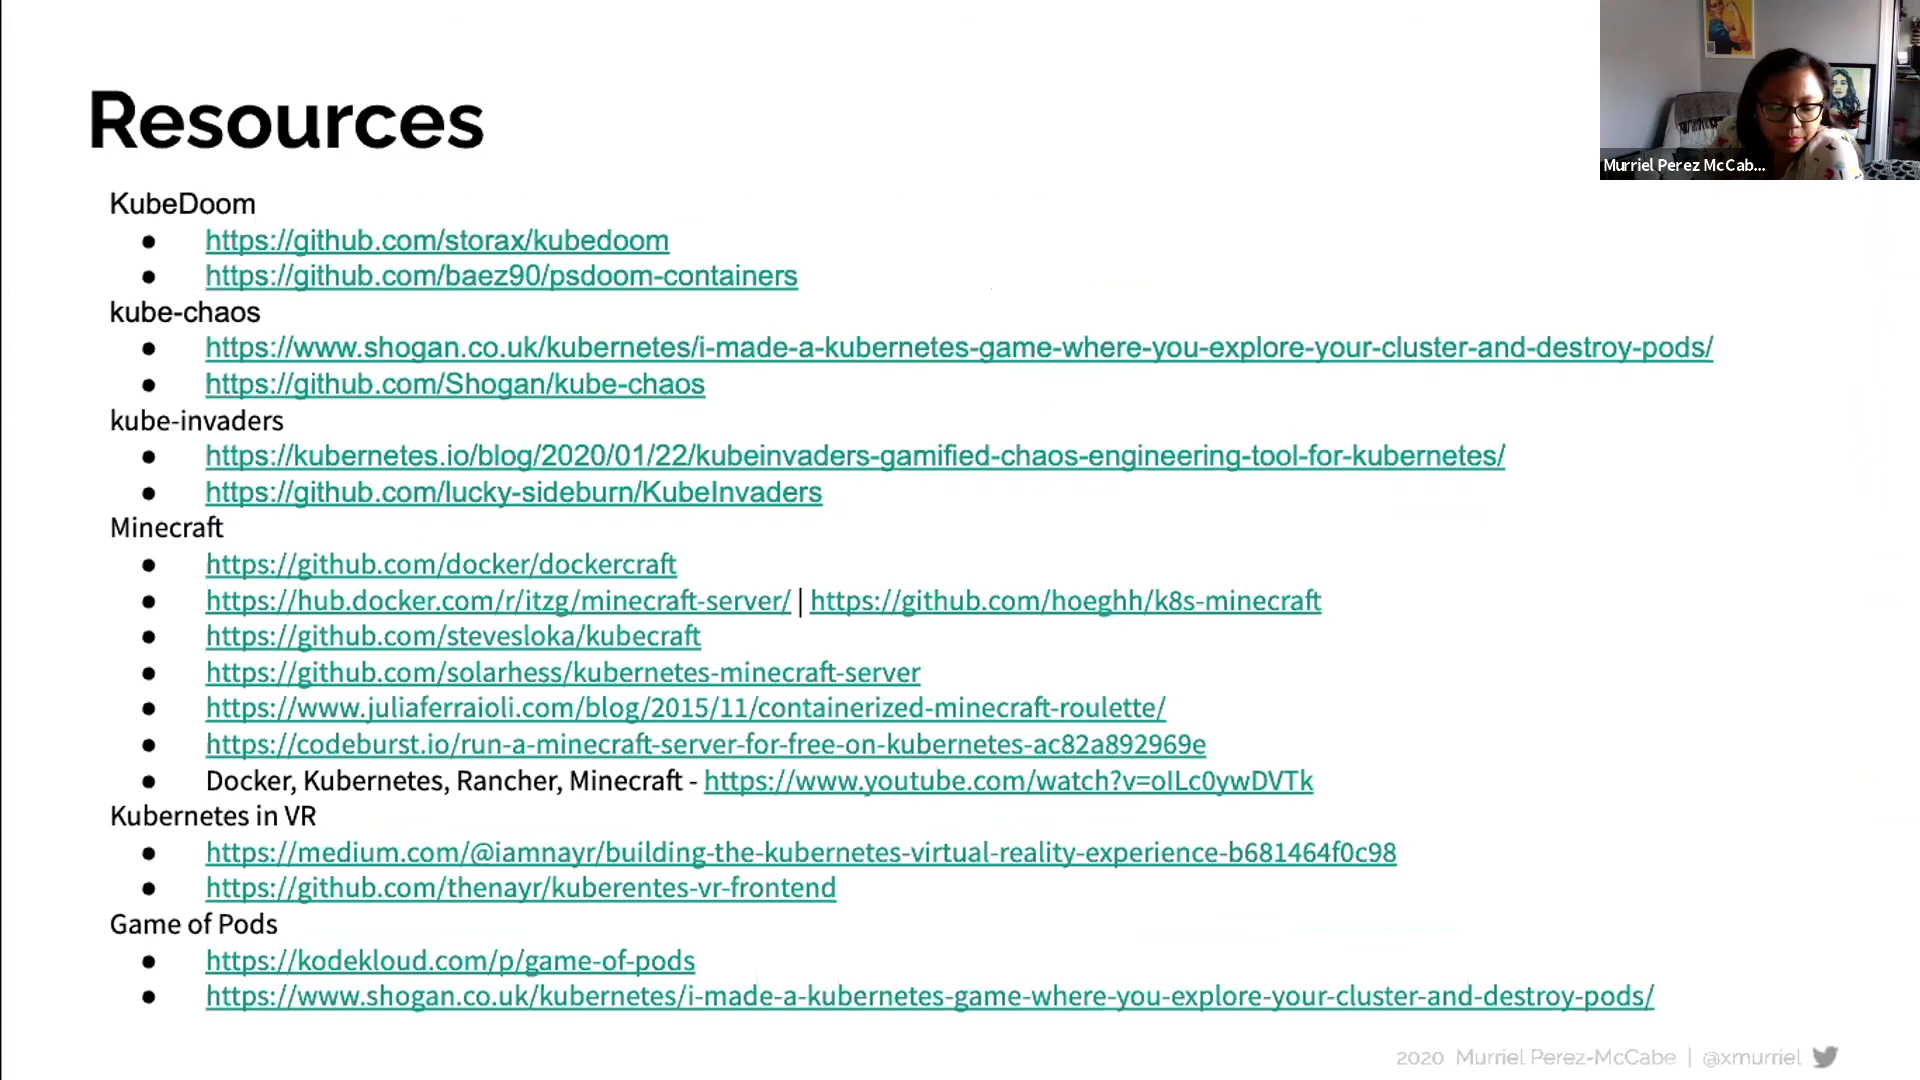 Resources
Murriel Perez McCab...
KubeDoom
● https://github.com/storax/kubedoom
● https://github.com/baez90/psdoom-containers
kube-chaos
● https://www.shogan.co.uk/kubernetes/i-made-a-kubernetes-game-where-you-explore-your-cluster-and-destroy-pods/
● https://github.com/Shogan/kube-chaos
kube-invaders
● https://kubernetes.io/blog/2020/01/22/kubeinvaders-gamified-chaos-engineering-tool-for-kubernetes/
● https://github.com/lucky-sideburn/KubeInvaders
Minecraft
● https://github.com/docker/dockercraft
● https://hub.docker.com/r/itzg/minecraft-server/ | https://github.com/hoeghh/k8s-minecraft
● https://github.com/stevesloka/kubecraft
● https://github.com/solarhess/kubernetes-minecraft-server
● https://www.juliaferraioli.com/blog/2015/11/containerized-minecraft-roulette/
● https://codeburst.io/run-a-minecraft-server-for-free-on-kubernetes-ac82a892969e
● Docker, Kubernetes, Rancher, Minecraft - https://www.youtube.com/watch?v=oILc0ywDVTk
Kubernetes in VR
● https://medium.com/@iamnayr/building-the-kubernetes-virtual-reality-experience-b681464f0c98
● https://github.com/thenayr/kuberentes-vr-frontend
Game of Pods
● https://kodekloud.com/p/game-of-pods
● https://www.shogan.co.uk/kubernetes/i-made-a-kubernetes-game-where-you-explore-your-cluster-and-destroy-pods/
2020 Murriel Perez-McCabe | @xmurriel